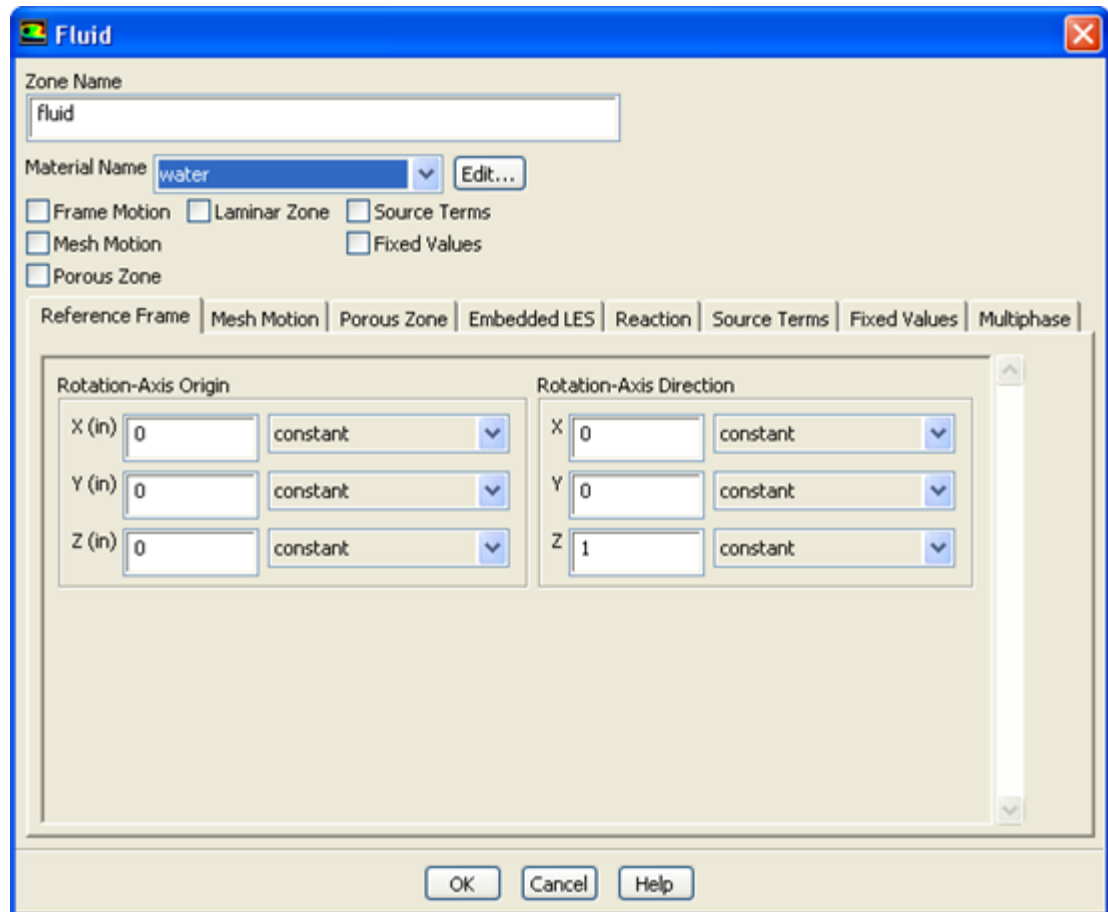 Fluid
Zone Name
fluid
Material Name water Edit...
Frame Motion Laminar Zone Source Terms
Mesh Motion Fixed Values
Porous Zone
Reference Frame Mesh Motion Porous Zone Embedded LES Reaction Source Terms Fixed Values Multiphase
Rotation-Axis Origin Rotation-Axis Direction
X (in) 0 constant X 0 constant
Y (in) 0 constant Y 0 constant
Z (in) 0 constant Z 1 constant
OK Cancel Help